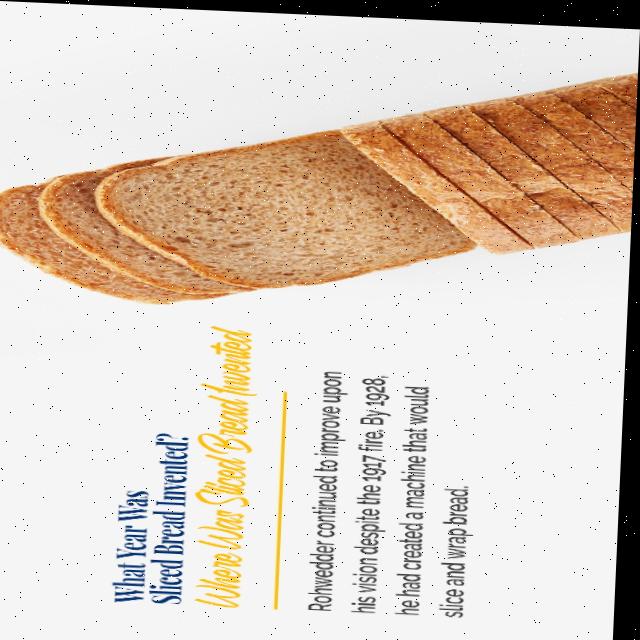 What Year Was
Sliced Bread Invented?
Where Was Sliced Bread Invented
Rohwedder continued to improve upon
his vision despite the 1917 fire. By 1928,
he had created a machine that would
slice and wrap bread.